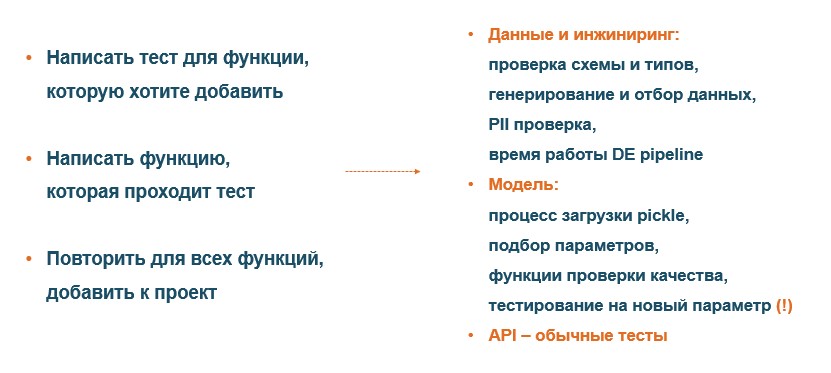 • Написать тест для функции,
которую хотите добавить
• Написать функцию,
которая проходит тест
• Повторить для всех функций,
добавить к проект
• Данные и инжиниринг:
проверка схемы и типов,
генерирование и отбор данных,
PII проверка,
время работы DE pipeline
• Модель:
процесс загрузки pickle,
подбор параметров,
функции проверки качества,
тестирование на новый параметр (!)
• API – обычные тесты